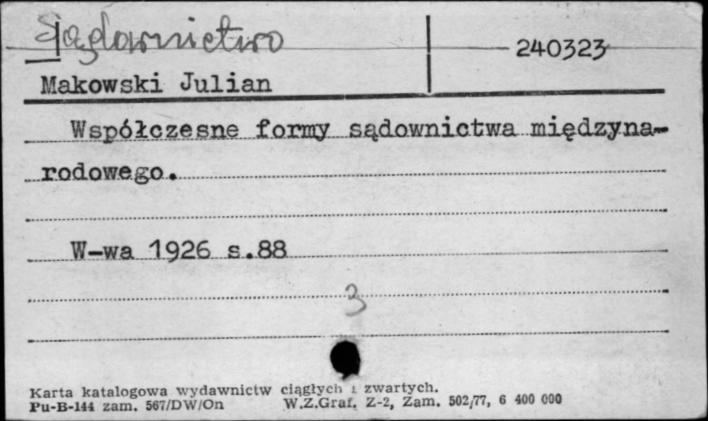 Sądownictwo
240323
Makowski Julian
Współczesne formy sądownictwa międzyna-
rodowego.
W-wa 1926 s.88
3
Karta katalogowa wydawnictw ciągłych i zwartych.
Pu-B-144 zam. 567/DW/On W.Z.Graf. Z-2, Zam. 502/77, 6 400 000